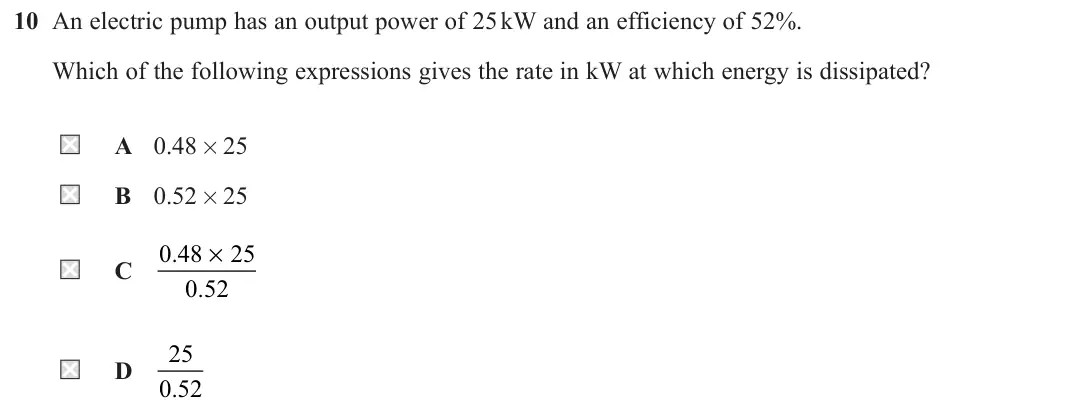 10 An electric pump has an output power of 25 kW and an efficiency of 52%.
Which of the following expressions gives the rate in kW at which energy is dissipated?
A 0.48 × 25
B 0.52 × 25
C 0.48 × 25
0.52
D 25
0.52